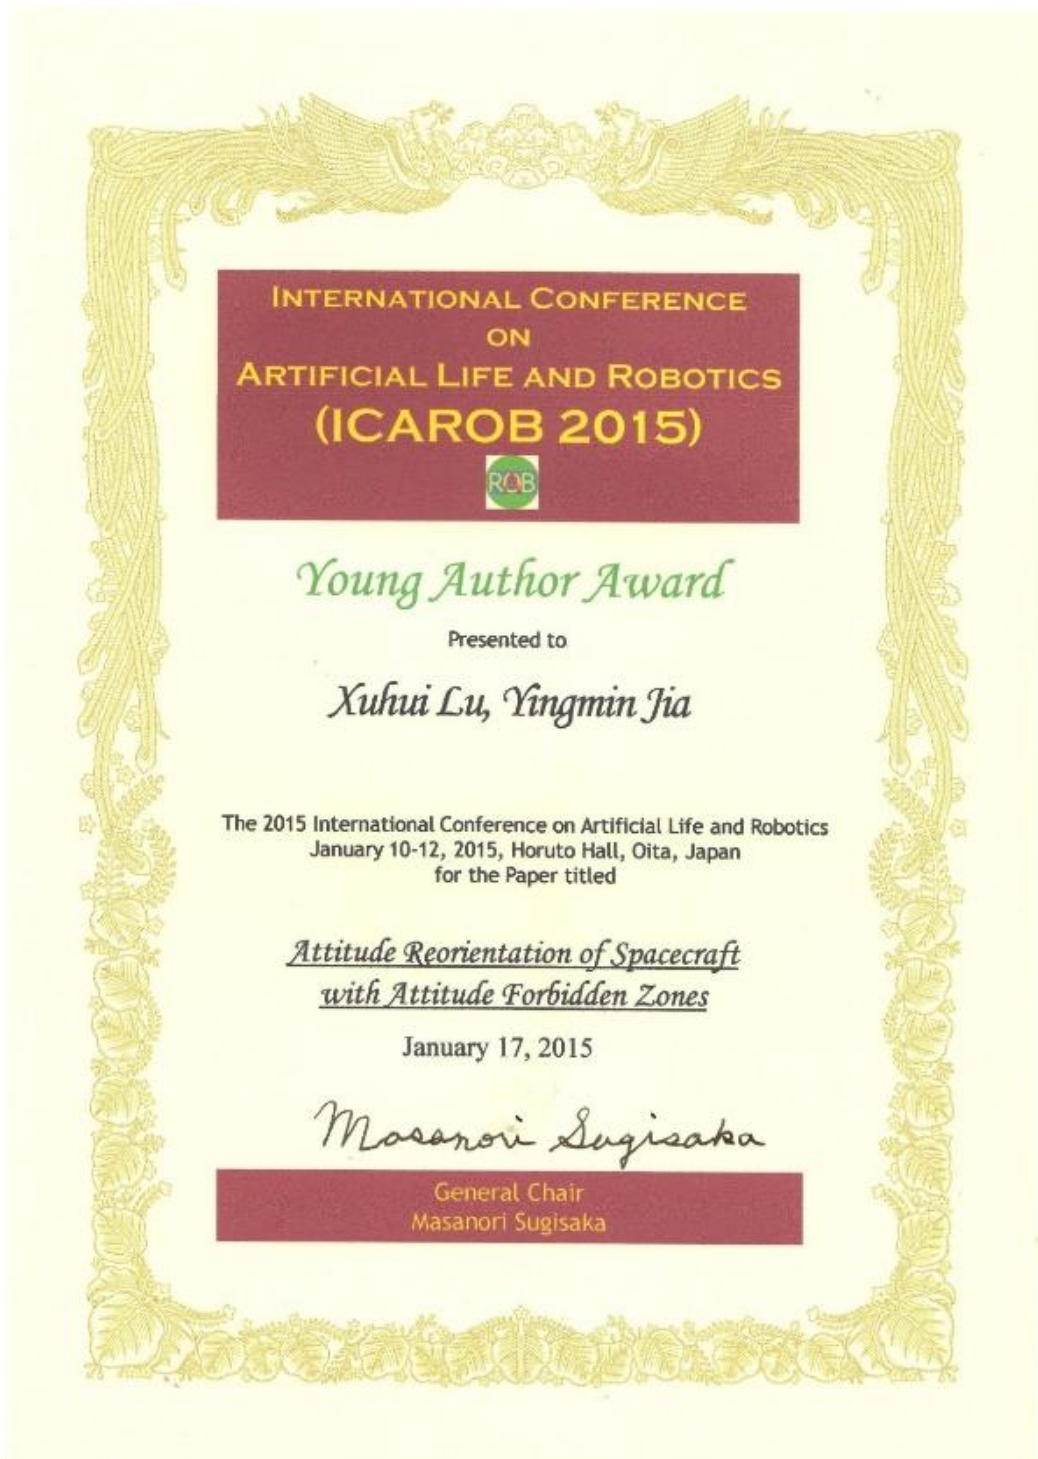 INTERNATIONAL CONFERENCE
ON
ARTIFICIAL LIFE AND ROBOTICS
(ICAROB 2015)
ROB
Young Author Award
Presented to
Xuhui Lu, Yingmin Jia
The 2015 International Conference on Artificial Life and Robotics
January 10-12, 2015, Horuto Hall, Oita, Japan
for the Paper titled
Attitude Reorientation of Spacecraft
with Attitude Forbidden Zones
January 17, 2015
Masanori Sugisaka
General Chair
Masanori Sugisaka